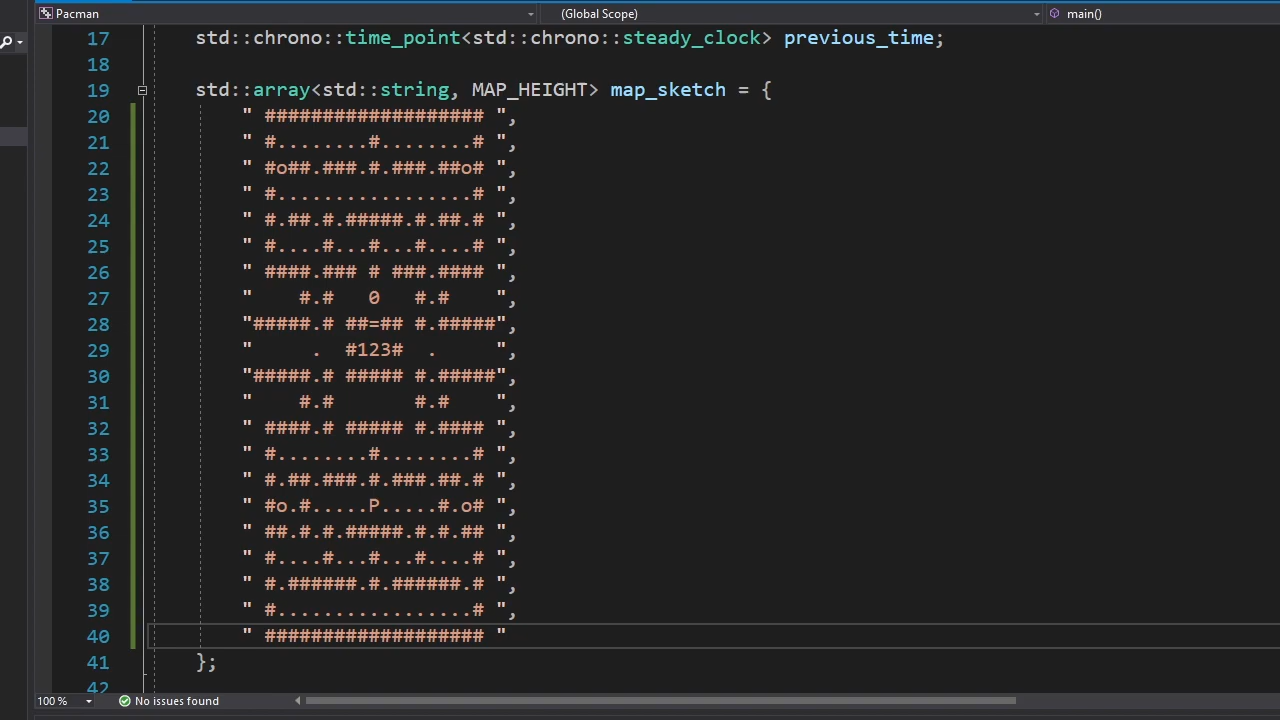 Pacman (Global Scope) main()
17 std::chrono::time_point<std::chrono::steady_clock> previous_time;
18
19 std::array<std::string, MAP_HEIGHT> map_sketch = {
20 " ################### ",
21 " #........#........# ",
22 " #o##.###.#.###.##o# ",
23 " #.................# ",
24 " #.##.#.#####.#.##.# ",
25 " #....#...#...#....# ",
26 " ####.### # ###.#### ",
27 "    #.#   0   #.#    ",
28 "#####.# ##=## #.#####",
29 "     .  #123#  .     ",
30 "#####.# ##### #.#####",
31 "    #.#       #.#    ",
32 " ####.# ##### #.#### ",
33 " #........#........# ",
34 " #.##.###.#.###.##.# ",
35 " #o.#.....P.....#.o# ",
36 " ##.#.#.#####.#.#.## ",
37 " #....#...#...#....# ",
38 " #.######.#.######.# ",
39 " #.................# ",
40 " ################### "
41 };
42
100 % No issues found